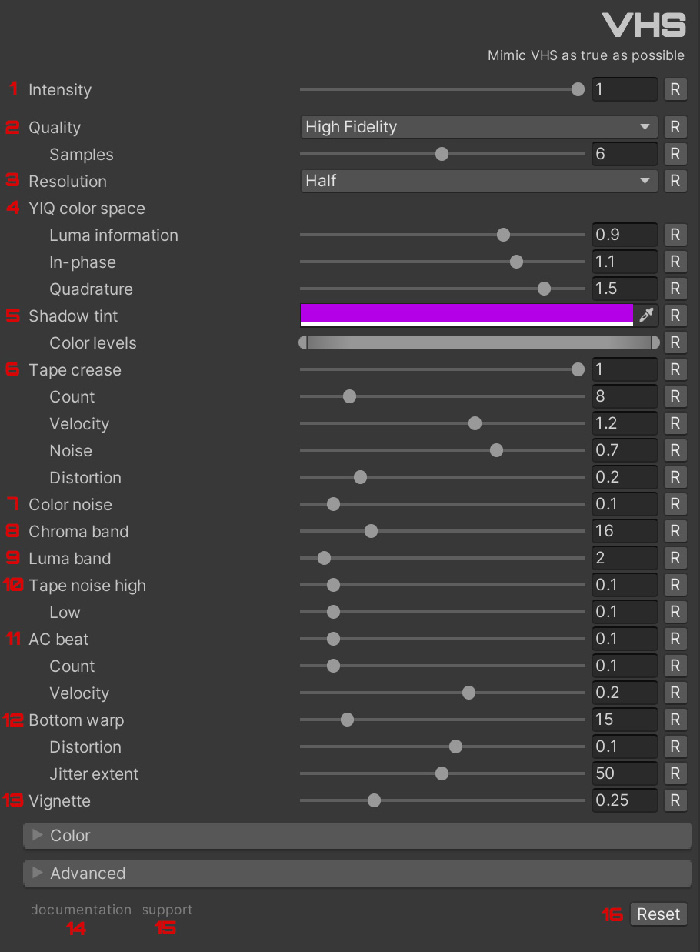 VHS
Mimic VHS as true as possible
1 Intensity 1 R
2 Quality High Fidelity R
Samples 6 R
3 Resolution Half R
4 YIQ color space
Luma information 0.9 R
In-phase 1.1 R
Quadrature 1.5 R
5 Shadow tint R
Color levels R
6 Tape crease 1 R
Count 8 R
Velocity 1.2 R
Noise 0.7 R
Distortion 0.2 R
7 Color noise 0.1 R
8 Chroma band 16 R
9 Luma band 2 R
10 Tape noise high 0.1 R
Low 0.1 R
11 AC beat 0.1 R
Count 0.1 R
Velocity 0.2 R
12 Bottom warp 15 R
Distortion 0.1 R
Jitter extent 50 R
13 Vignette 0.25 R
Color
Advanced
documentation support 16 Reset
14 15